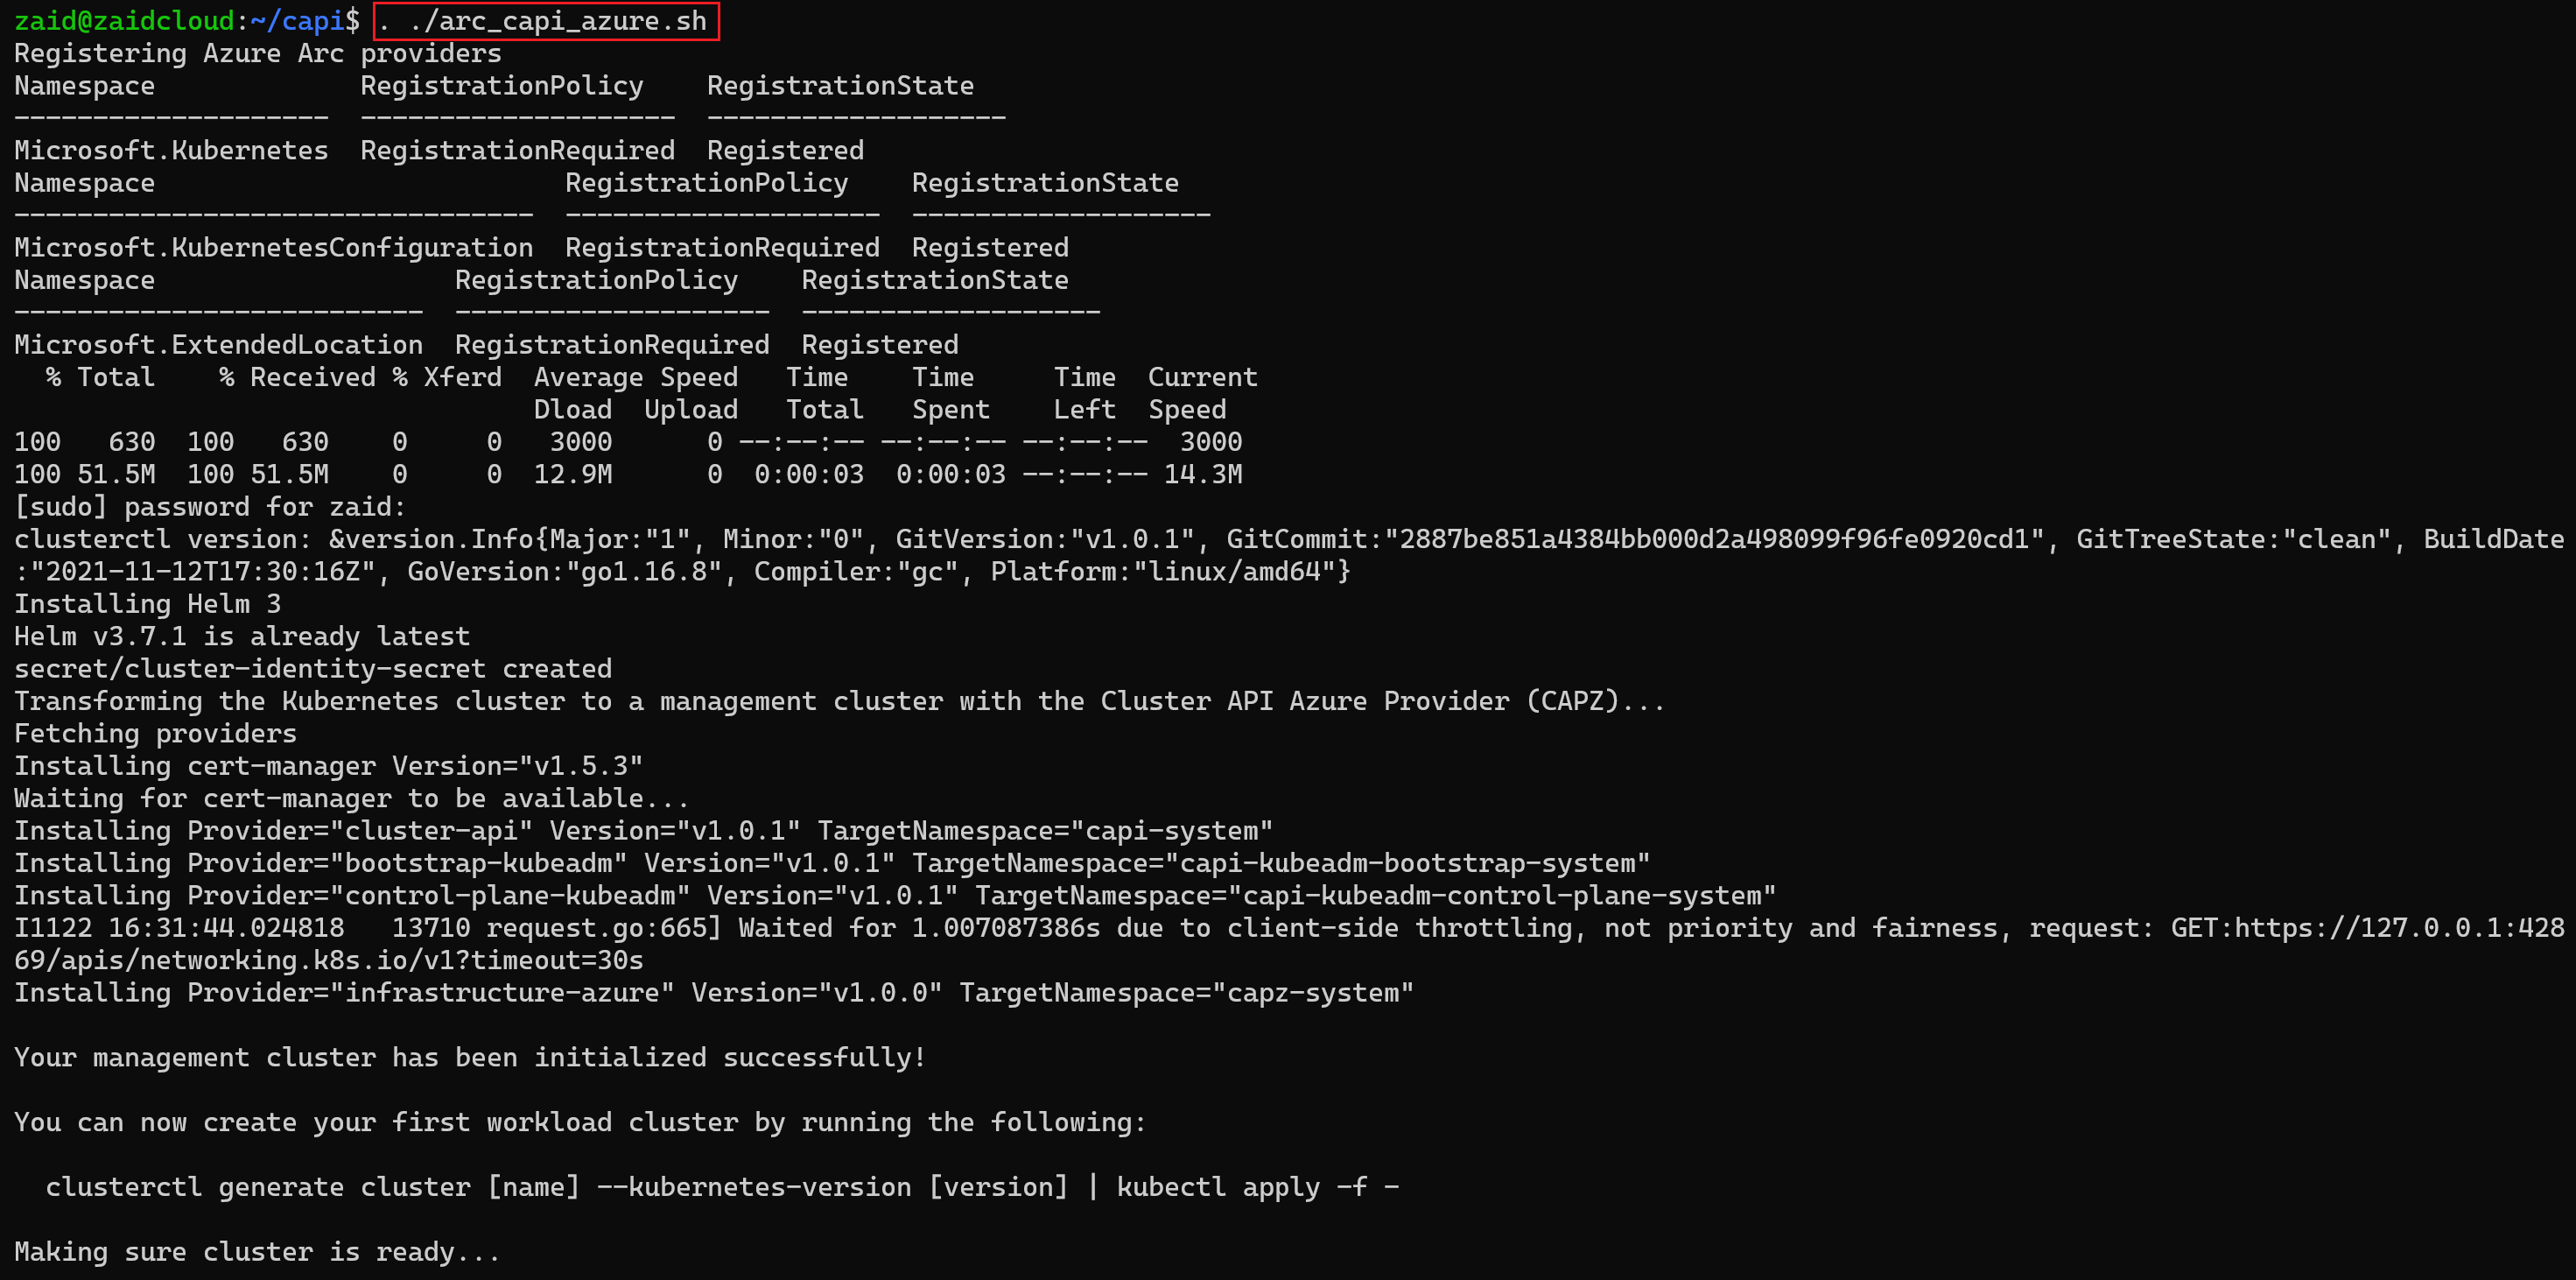 zaid@zaidcloud:~/capi$ . ./arc_capi_azure.sh
Registering Azure Arc providers
Namespace             RegistrationPolicy    RegistrationState
--------------------  --------------------  -------------------
Microsoft.Kubernetes  RegistrationRequired  Registered
Namespace                          RegistrationPolicy    RegistrationState
---------------------------------  --------------------  -------------------
Microsoft.KubernetesConfiguration  RegistrationRequired  Registered
Namespace                   RegistrationPolicy    RegistrationState
--------------------------  --------------------  -------------------
Microsoft.ExtendedLocation  RegistrationRequired  Registered
  % Total    % Received % Xferd  Average Speed   Time    Time     Time  Current
                                 Dload  Upload   Total   Spent    Left  Speed
100   630  100   630    0     0   3000      0 --:--:-- --:--:-- --:--:--  3000
100 51.5M  100 51.5M    0     0  12.9M      0  0:00:03  0:00:03 --:--:-- 14.3M
[sudo] password for zaid:
clusterctl version: &version.Info{Major:"1", Minor:"0", GitVersion:"v1.0.1", GitCommit:"2887be851a4384bb000d2a498099f96fe0920cd1", GitTreeState:"clean", BuildDate
:"2021-11-12T17:30:16Z", GoVersion:"go1.16.8", Compiler:"gc", Platform:"linux/amd64"}
Installing Helm 3
Helm v3.7.1 is already latest
secret/cluster-identity-secret created
Transforming the Kubernetes cluster to a management cluster with the Cluster API Azure Provider (CAPZ)...
Fetching providers
Installing cert-manager Version="v1.5.3"
Waiting for cert-manager to be available...
Installing Provider="cluster-api" Version="v1.0.1" TargetNamespace="capi-system"
Installing Provider="bootstrap-kubeadm" Version="v1.0.1" TargetNamespace="capi-kubeadm-bootstrap-system"
Installing Provider="control-plane-kubeadm" Version="v1.0.1" TargetNamespace="capi-kubeadm-control-plane-system"
I1122 16:31:44.024818   13710 request.go:665] Waited for 1.007087386s due to client-side throttling, not priority and fairness, request: GET:https://127.0.0.1:428
69/apis/networking.k8s.io/v1?timeout=30s
Installing Provider="infrastructure-azure" Version="v1.0.0" TargetNamespace="capz-system"
Your management cluster has been initialized successfully!
You can now create your first workload cluster by running the following:
  clusterctl generate cluster [name] --kubernetes-version [version] | kubectl apply -f -
Making sure cluster is ready...